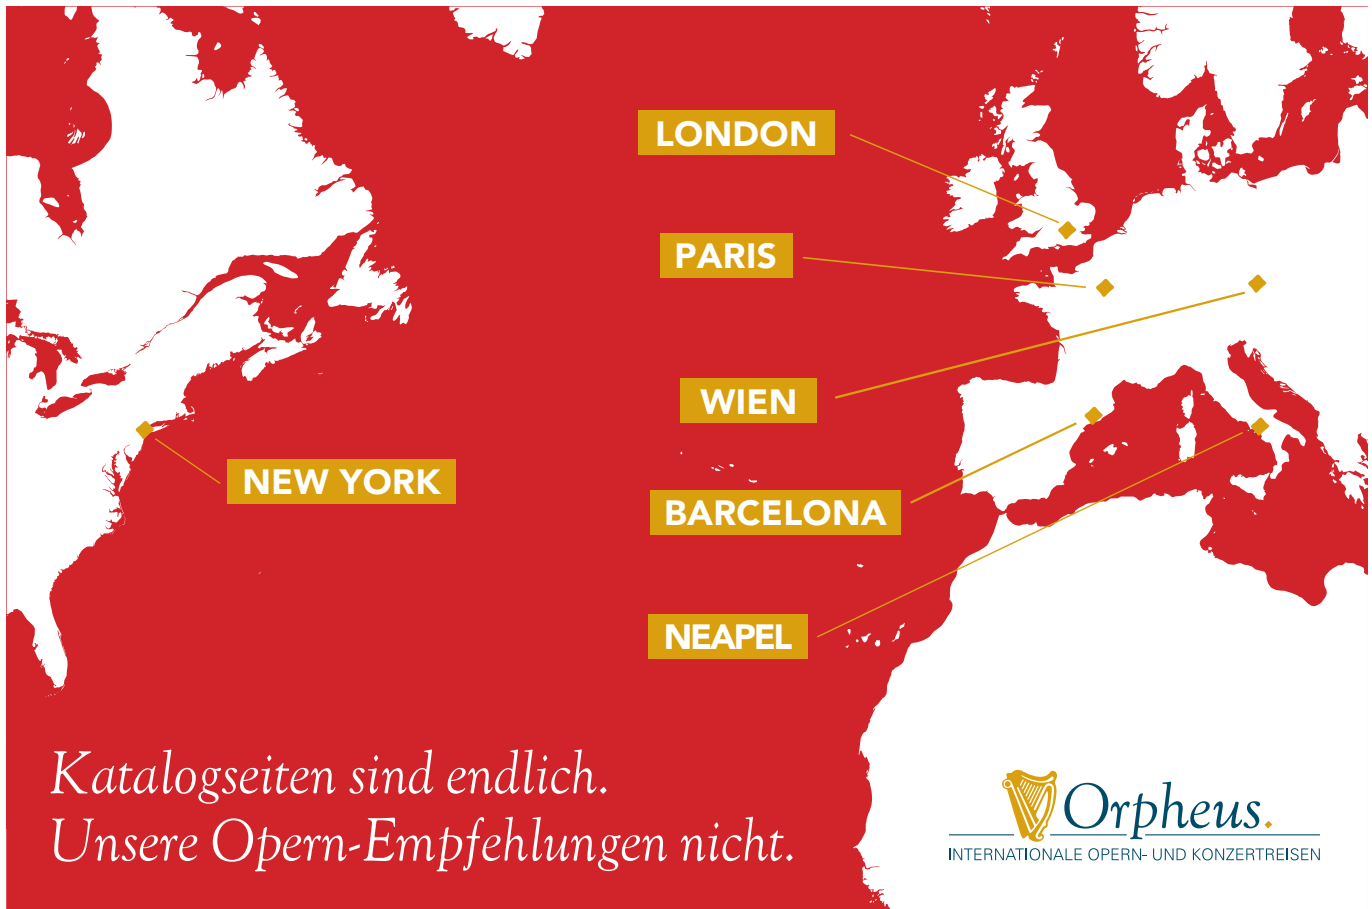 LONDON
PARIS
WIEN
NEW YORK
BARCELONA
NEAPEL
Katalogseiten sind endlich.
Unsere Opern-Empfehlungen nicht.
Orpheus.
INTERNATIONALE OPERN- UND KONZERTREISEN